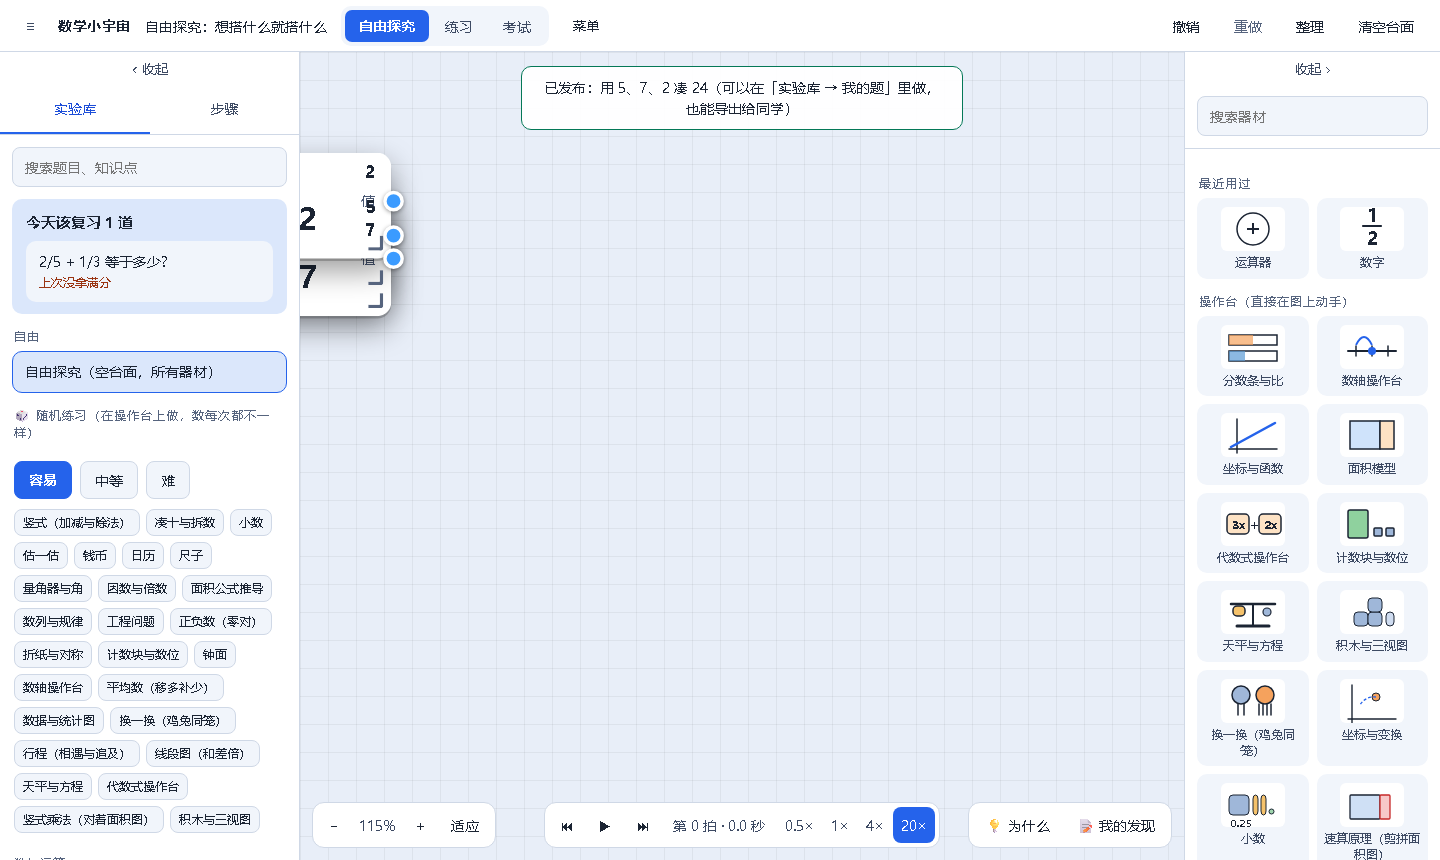 ≡ 数学小宇宙 自由探究：想搭什么就搭什么 自由探究 练习 考试 菜单 撤销 重做 整理 清空台面
‹ 收起
实验库 步骤
搜索题目、知识点
今天该复习 1 道
2/5 + 1/3 等于多少？
上次没拿满分
自由
自由探究（空台面，所有器材）
随机练习（在操作台上做，数每次都不一
样）
容易 中等 难
竖式（加减与除法） 凑十与拆数 小数
估一估 钱币 日历 尺子
量角器与角 因数与倍数 面积公式推导
数列与规律 工程问题 正负数（零对）
折纸与对称 计数块与数位 钟面
数轴操作台 平均数（移多补少）
数据与统计图 换一换（鸡兔同笼）
行程（相遇与追及） 线段图（和差倍）
天平与方程 代数式操作台
竖式乘法（对着面积图） 积木与三视图
已发布：用 5、7、2 凑 24（可以在「实验库 → 我的题」里做，
也能导出给同学）
2
值
5
2
7
值
7
− 115% + 适应
第 0 拍 · 0.0 秒 0.5× 1× 4× 20×
为什么 我的发现
收起 ›
搜索器材
最近用过
运算器
1
2
数字
操作台（直接在图上动手）
分数条与比 数轴操作台
坐标与函数 面积模型
3x + 2x
代数式操作台 计数块与数位
天平与方程 积木与三视图
换一换（鸡兔同
笼）
坐标与变换
0.25
小数
速算原理（剪拼面
积图）